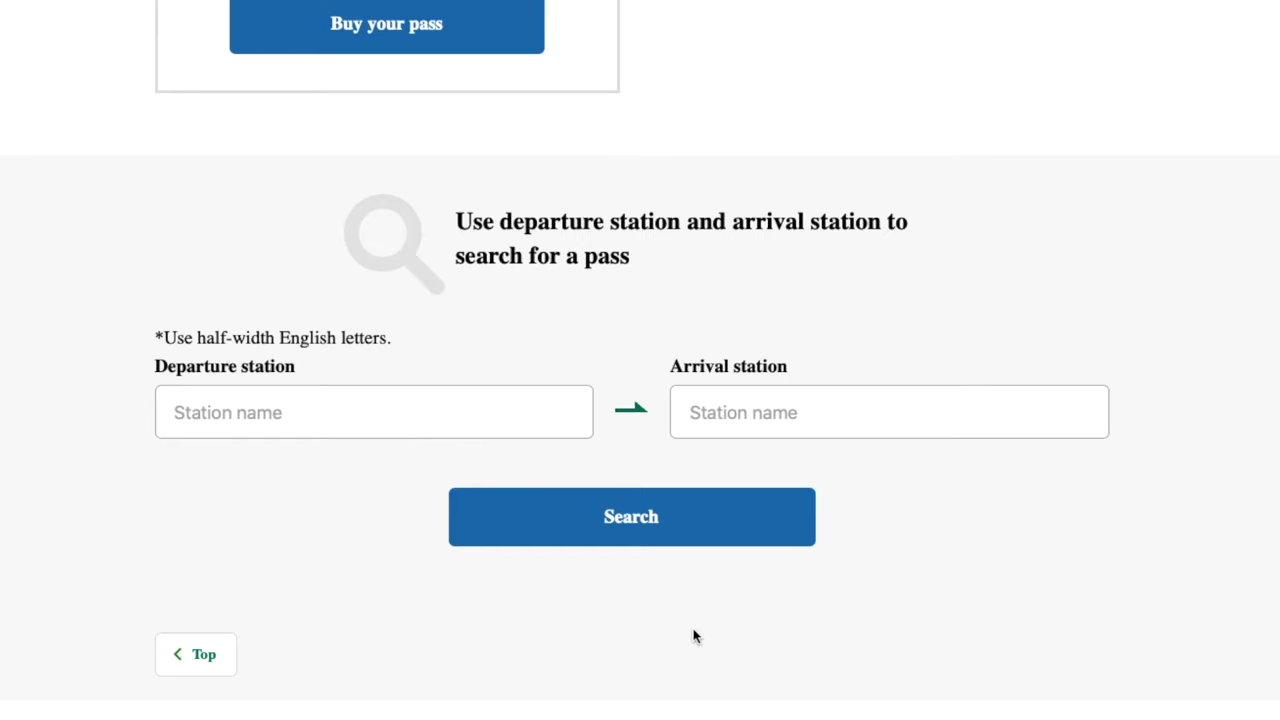 Buy your pass
Use departure station and arrival station to
search for a pass
*Use half-width English letters.
Departure station
Arrival station
Station name
Station name
Search
Top